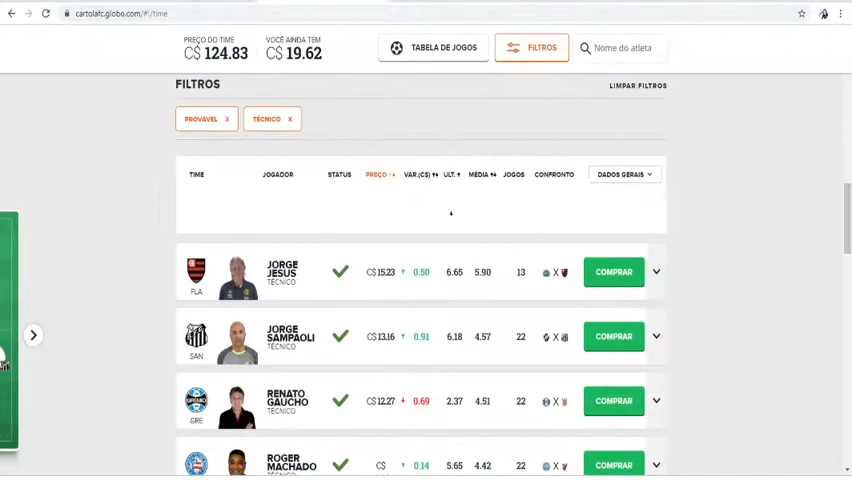 cartolafc.globo.com/#!/time
PREÇO DO TIME
C$ 124.83
VOCÊ AINDA TEM
C$ 19.62
TABELA DE JOGOS
FILTROS
Nome do atleta
FILTROS
LIMPAR FILTROS
PROVÁVEL X
TÉCNICO X
TIME JOGADOR STATUS PREÇO VAR.(C$) ULT. MÉDIA JOGOS CONFRONTO DADOS GERAIS
FLA
JORGE
JESUS
TÉCNICO
C$ 15.23 0.50 6.65 5.90 13 X COMPRAR
SAN
JORGE
SAMPAOLI
TÉCNICO
C$ 13.16 0.91 6.18 4.57 22 X COMPRAR
GRÊMIO
GRE
RENATO
GAUCHO
TÉCNICO
C$ 12.27 0.69 2.37 4.51 22 X COMPRAR
ROGER
MACHADO
TÉCNICO
C$ 0.14 5.65 4.42 22 X COMPRAR